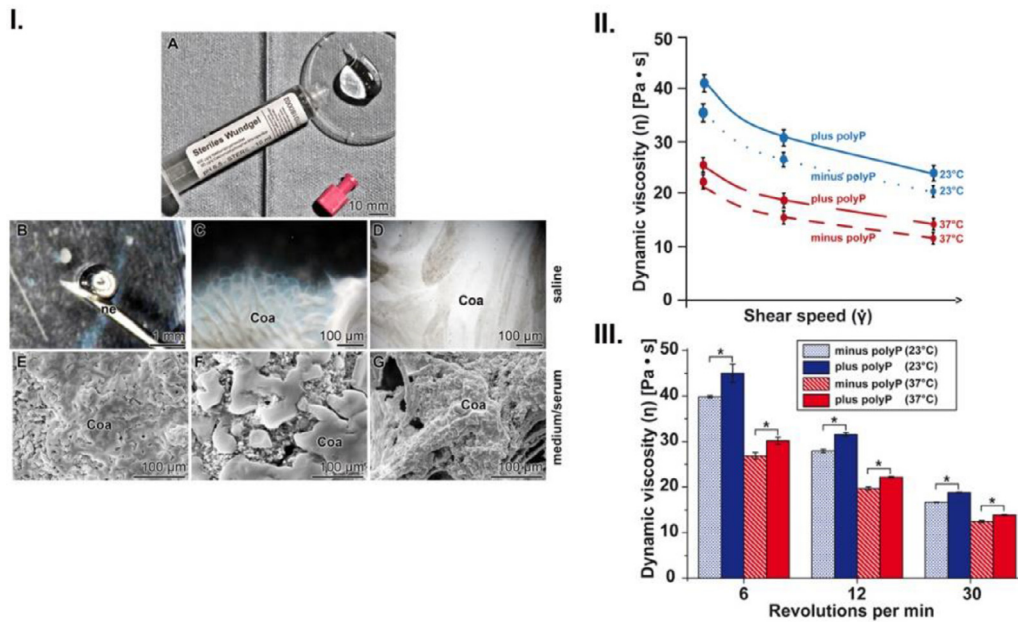 I.
A
Steriles Wundgel
10 mm
B
ne
1 mm
C
Coa
100 µm
D
Coa
100 µm
saline
E
Coa
100 µm
F
Coa
100 µm
G
Coa
100 µm
medium/serum
II.
Dynamic viscosity (η) [Pa • s]
50
40
30
20
10
0
plus polyP
minus polyP
plus polyP
minus polyP
23°C
23°C
37°C
37°C
Shear speed (γ̇)
III.
Dynamic viscosity (η) [Pa • s]
50
40
30
20
10
0
minus polyP (23°C)
plus polyP (23°C)
minus polyP (37°C)
plus polyP (37°C)
* * * * * *
6 12 30
Revolutions per min